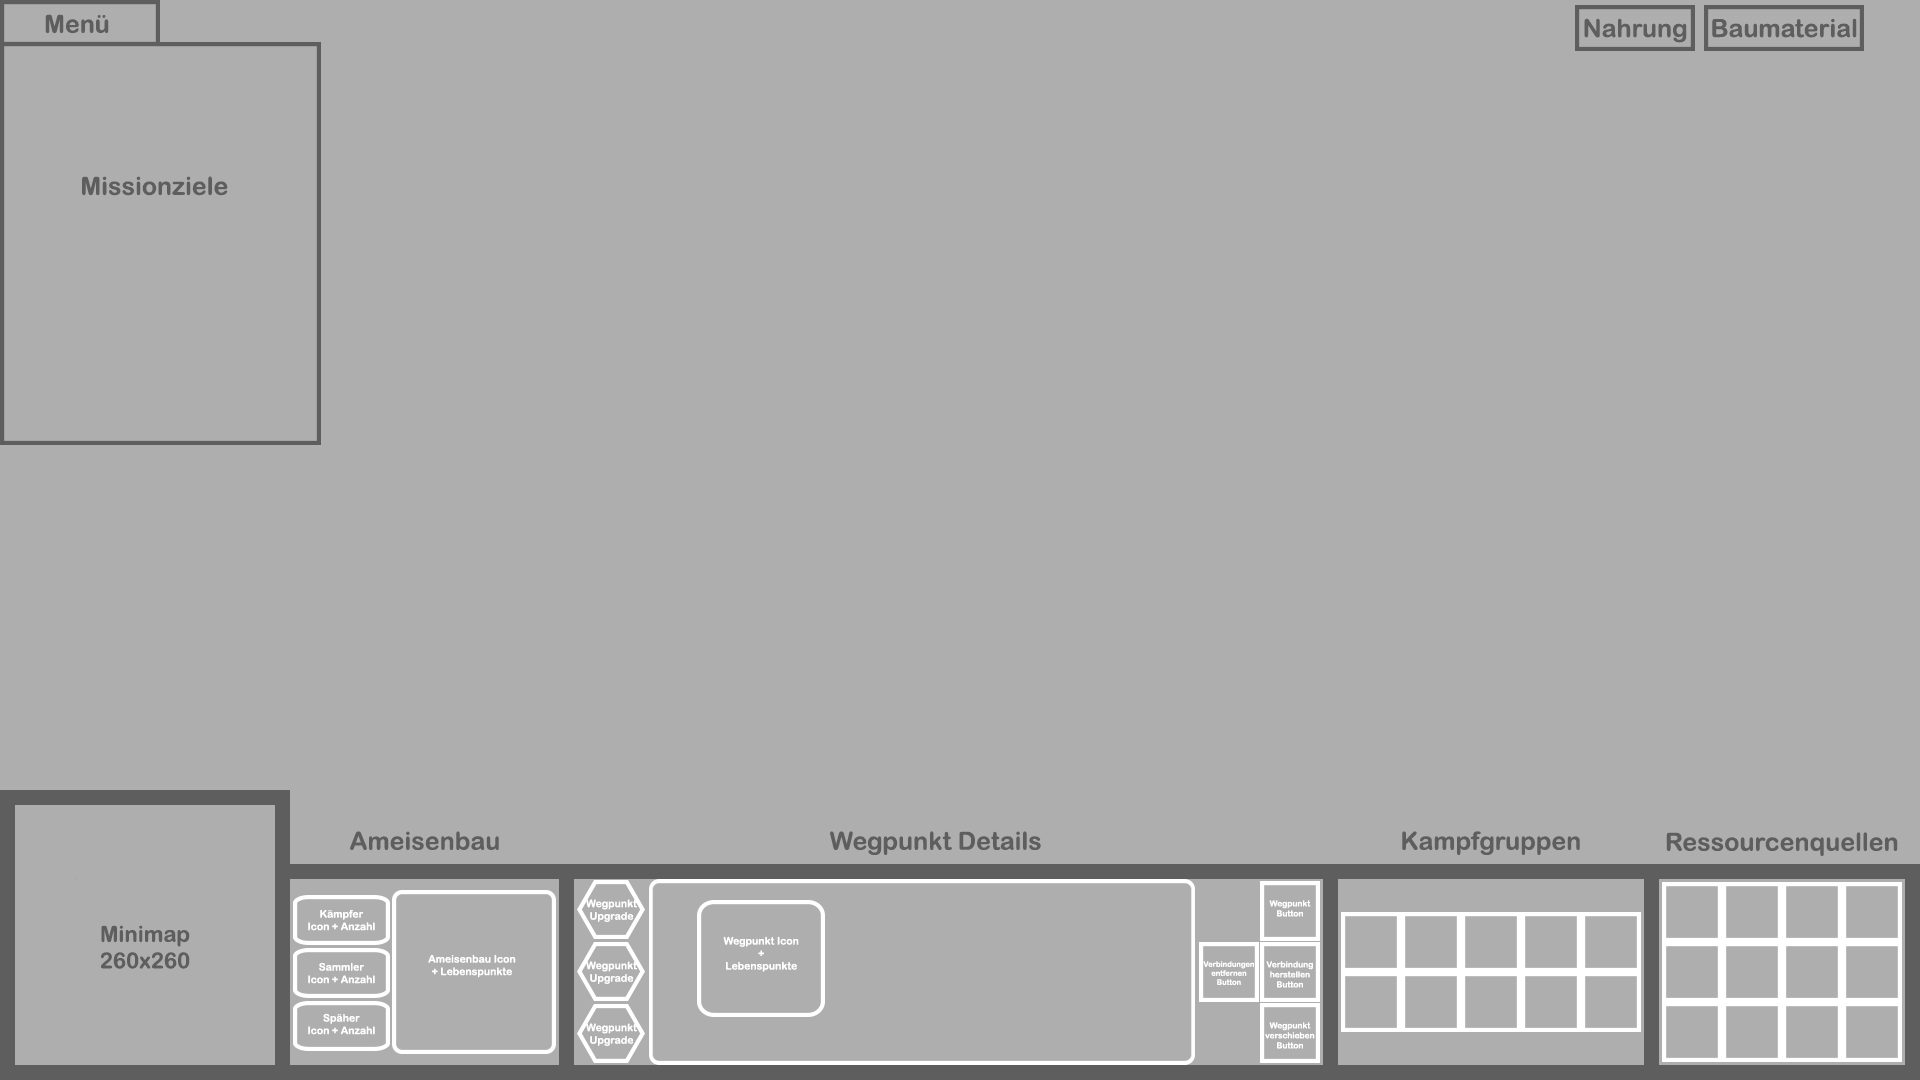 Menü
Nahrung
Baumaterial
Missionziele
Ameisenbau
Wegpunkt Details
Kampfgruppen
Ressourcenquellen
Minimap
260x260
Kämpfer
Icon + Anzahl
Sammler
Icon + Anzahl
Späher
Icon + Anzahl
Ameisenbau Icon
+ Lebenspunkte
Wegpunkt
Upgrade
Wegpunkt
Upgrade
Wegpunkt
Upgrade
Wegpunkt Icon
+
Lebenspunkte
Wegpunkt
Button
Verbindungen
entfernen
Button
Verbindung
herstellen
Button
Wegpunkt
verschieben
Button